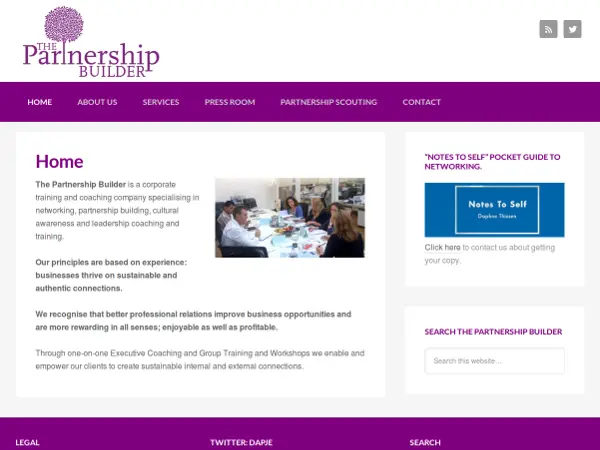 THE
Partnership
BUILDER
HOME
ABOUT US
SERVICES
PRESS ROOM
PARTNERSHIP SCOUTING
CONTACT
Home
The Partnership Builder is a corporate
training and coaching company specialising in
networking, partnership building, cultural
awareness and leadership coaching and
training.
Our principles are based on experience:
businesses thrive on sustainable and
authentic connections.
We recognise that better professional relations improve business opportunities and
are more rewarding in all senses; enjoyable as well as profitable.
Through one-on-one Executive Coaching and Group Training and Workshops we enable and
empower our clients to create sustainable internal and external connections.
"NOTES TO SELF" POCKET GUIDE TO
NETWORKING.
Notes To Self
Daphne Thissen
Click here to contact us about getting
your copy.
SEARCH THE PARTNERSHIP BUILDER
Search this website ...
LEGAL
TWITTER: DAPJE
SEARCH